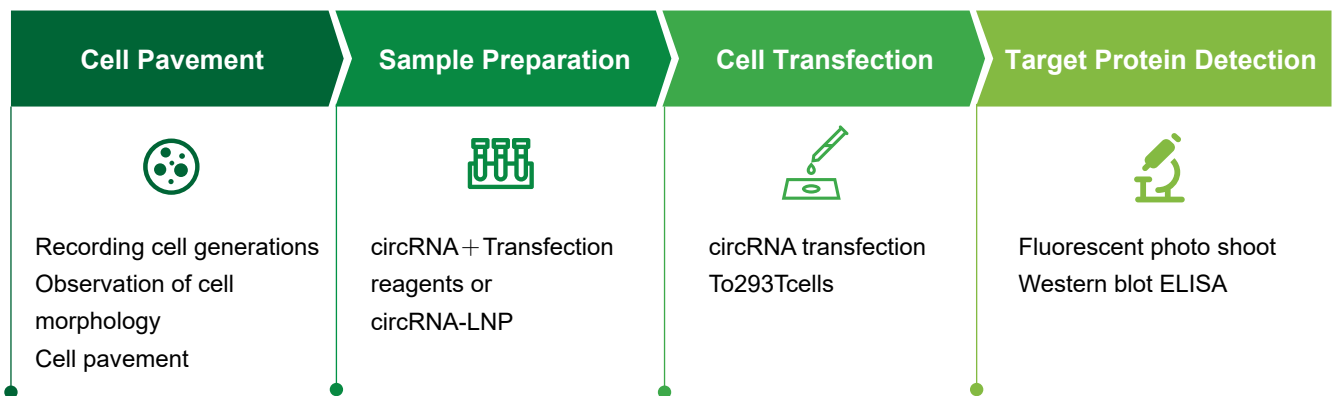 Cell Pavement
Sample Preparation
Cell Transfection
Target Protein Detection
Recording cell generations
Observation of cell
morphology
Cell pavement
circRNA＋Transfection
reagents or
circRNA-LNP
circRNA transfection
To293Tcells
Fluorescent photo shoot
Western blot ELISA